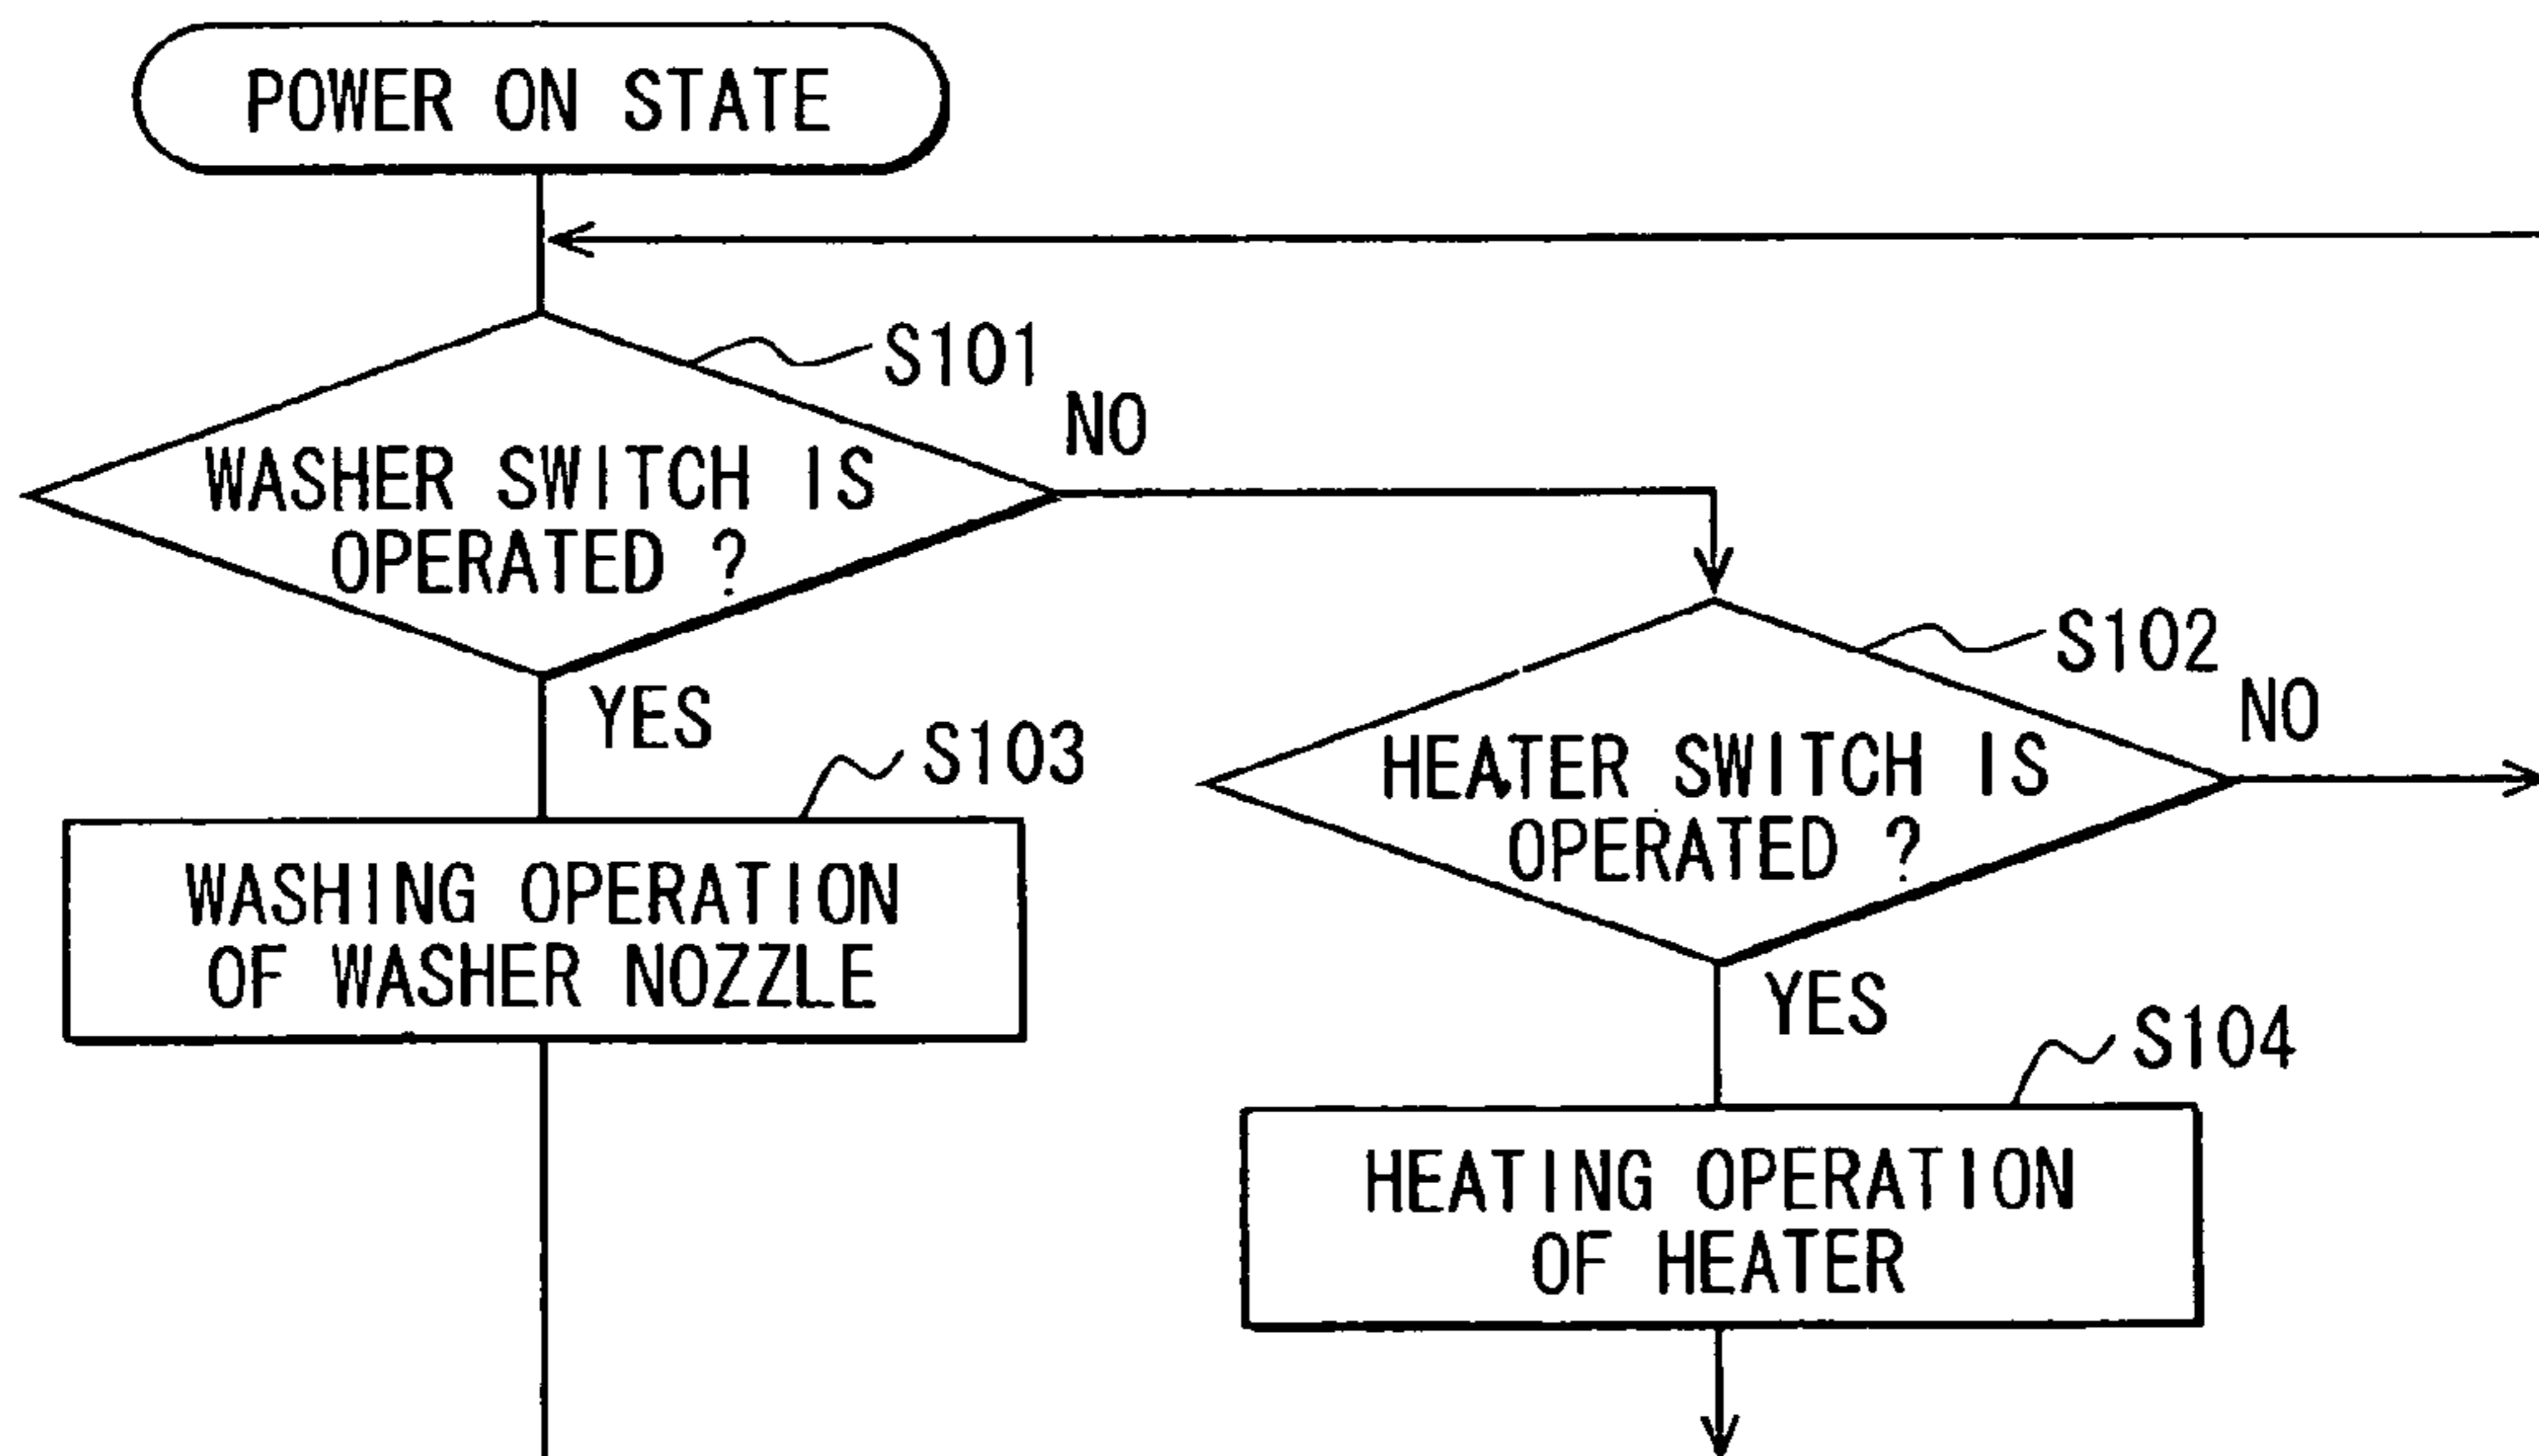 POWER ON STATE
S101
NO
WASHER SWITCH IS
OPERATED ?
YES
S102
NO
HEATER SWITCH IS
OPERATED ?
YES
S103
WASHING OPERATION
OF WASHER NOZZLE
S104
HEATING OPERATION
OF HEATER